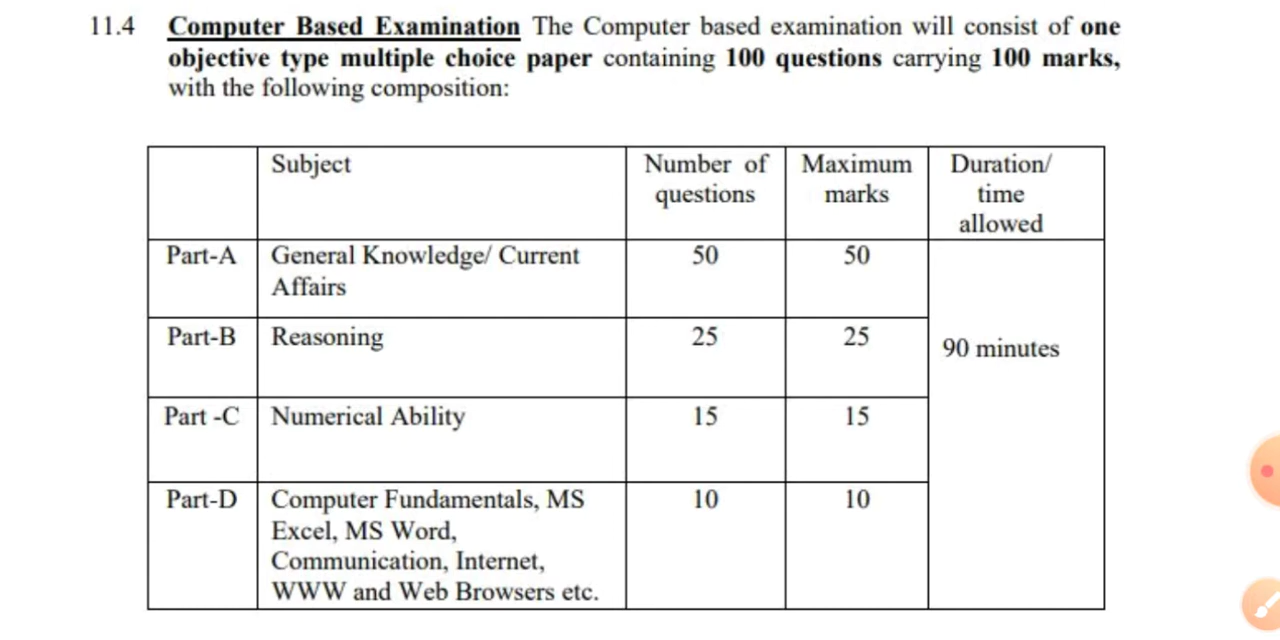 11.4 Computer Based Examination The Computer based examination will consist of one
objective type multiple choice paper containing 100 questions carrying 100 marks,
with the following composition:
Subject Number of questions Maximum marks Duration/ time allowed
Part-A General Knowledge/ Current Affairs 50 50
Part-B Reasoning 25 25
90 minutes
Part -C Numerical Ability 15 15
Part-D Computer Fundamentals, MS Excel, MS Word, Communication, Internet, WWW and Web Browsers etc. 10 10